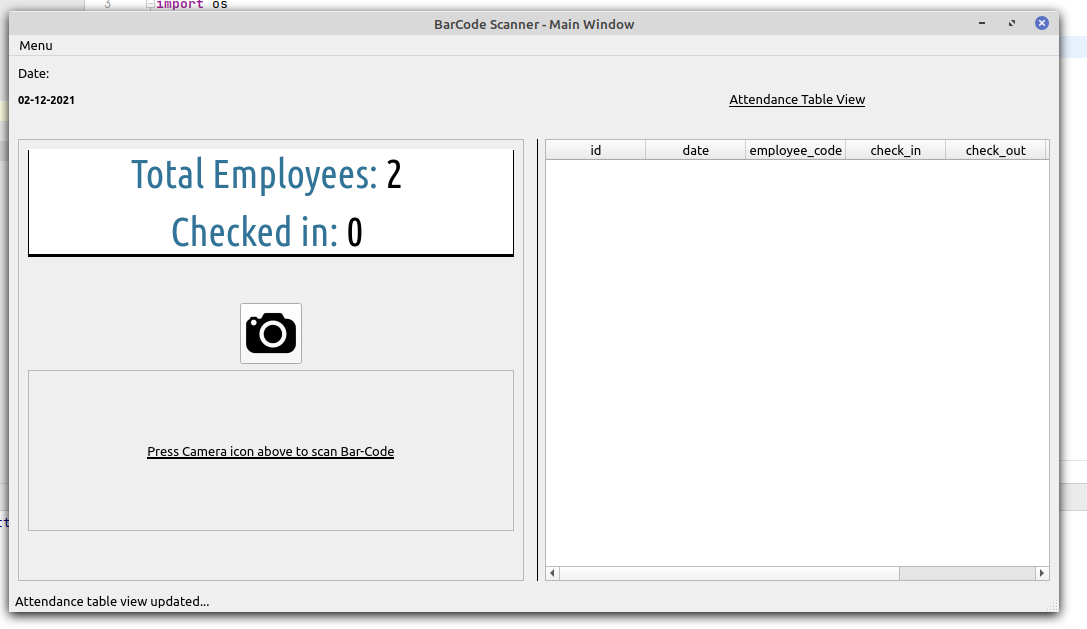 3 import os
BarCode Scanner - Main Window
Menu
Date:
02-12-2021
Attendance Table View
Total Employees: 2
Checked in: 0
id date employee_code check_in check_out
Press Camera icon above to scan Bar-Code
Attendance table view updated...